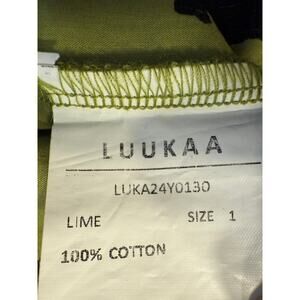 LUUKAA
LUKA24Y0130
LIME SIZE 1
100% COTTON